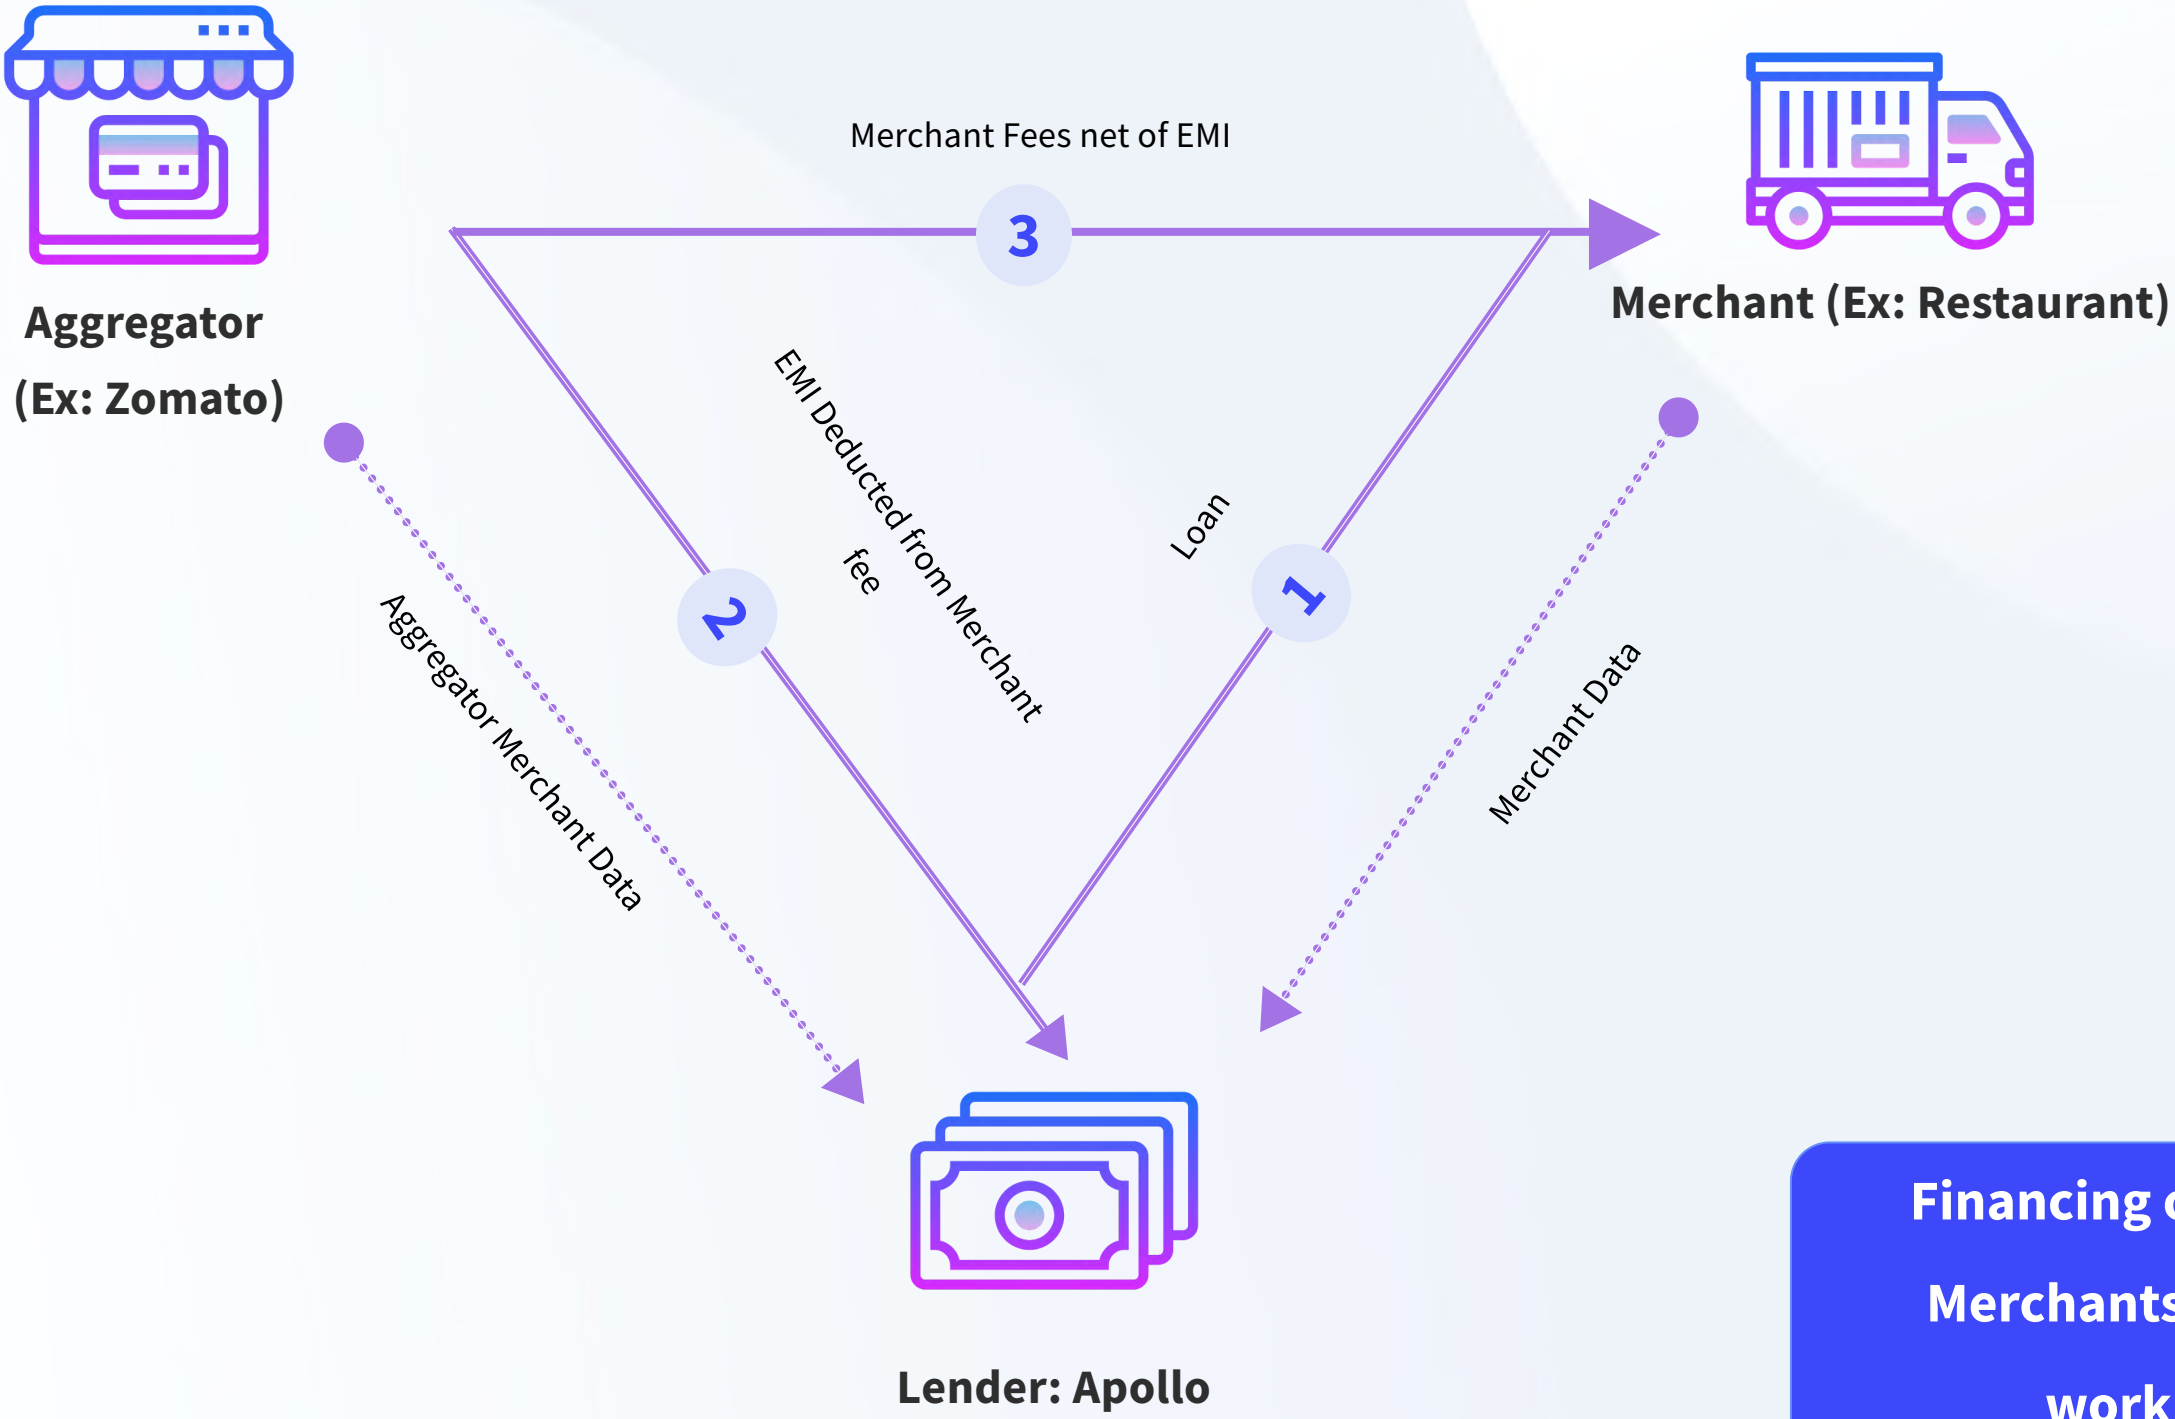 Merchant Fees net of EMI
3
Aggregator
(Ex: Zomato)
Merchant (Ex: Restaurant)
EMI Deducted from Merchant
fee
Loan
2
1
Aggregator Merchant Data
Merchant Data
Lender: Apollo
Financing
Merchants
work